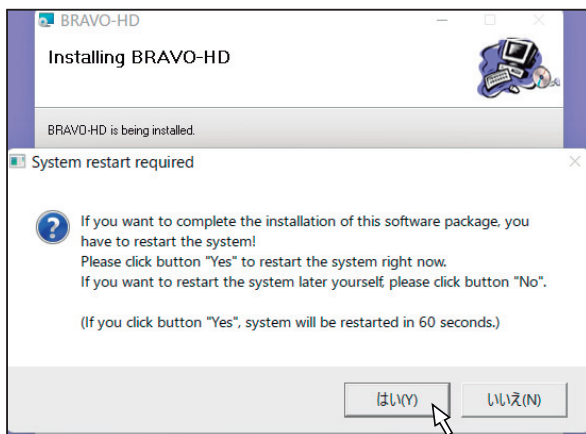 BRAVO-HD
Installing BRAVO-HD
BRAVO-HD is being installed.
System restart required
If you want to complete the installation of this software package, you
have to restart the system!
Please click button "Yes" to restart the system right now.
If you want to restart the system later yourself, please click button "No".
(If you click button "Yes", system will be restarted in 60 seconds.)
はい(Y)
いいえ(N)